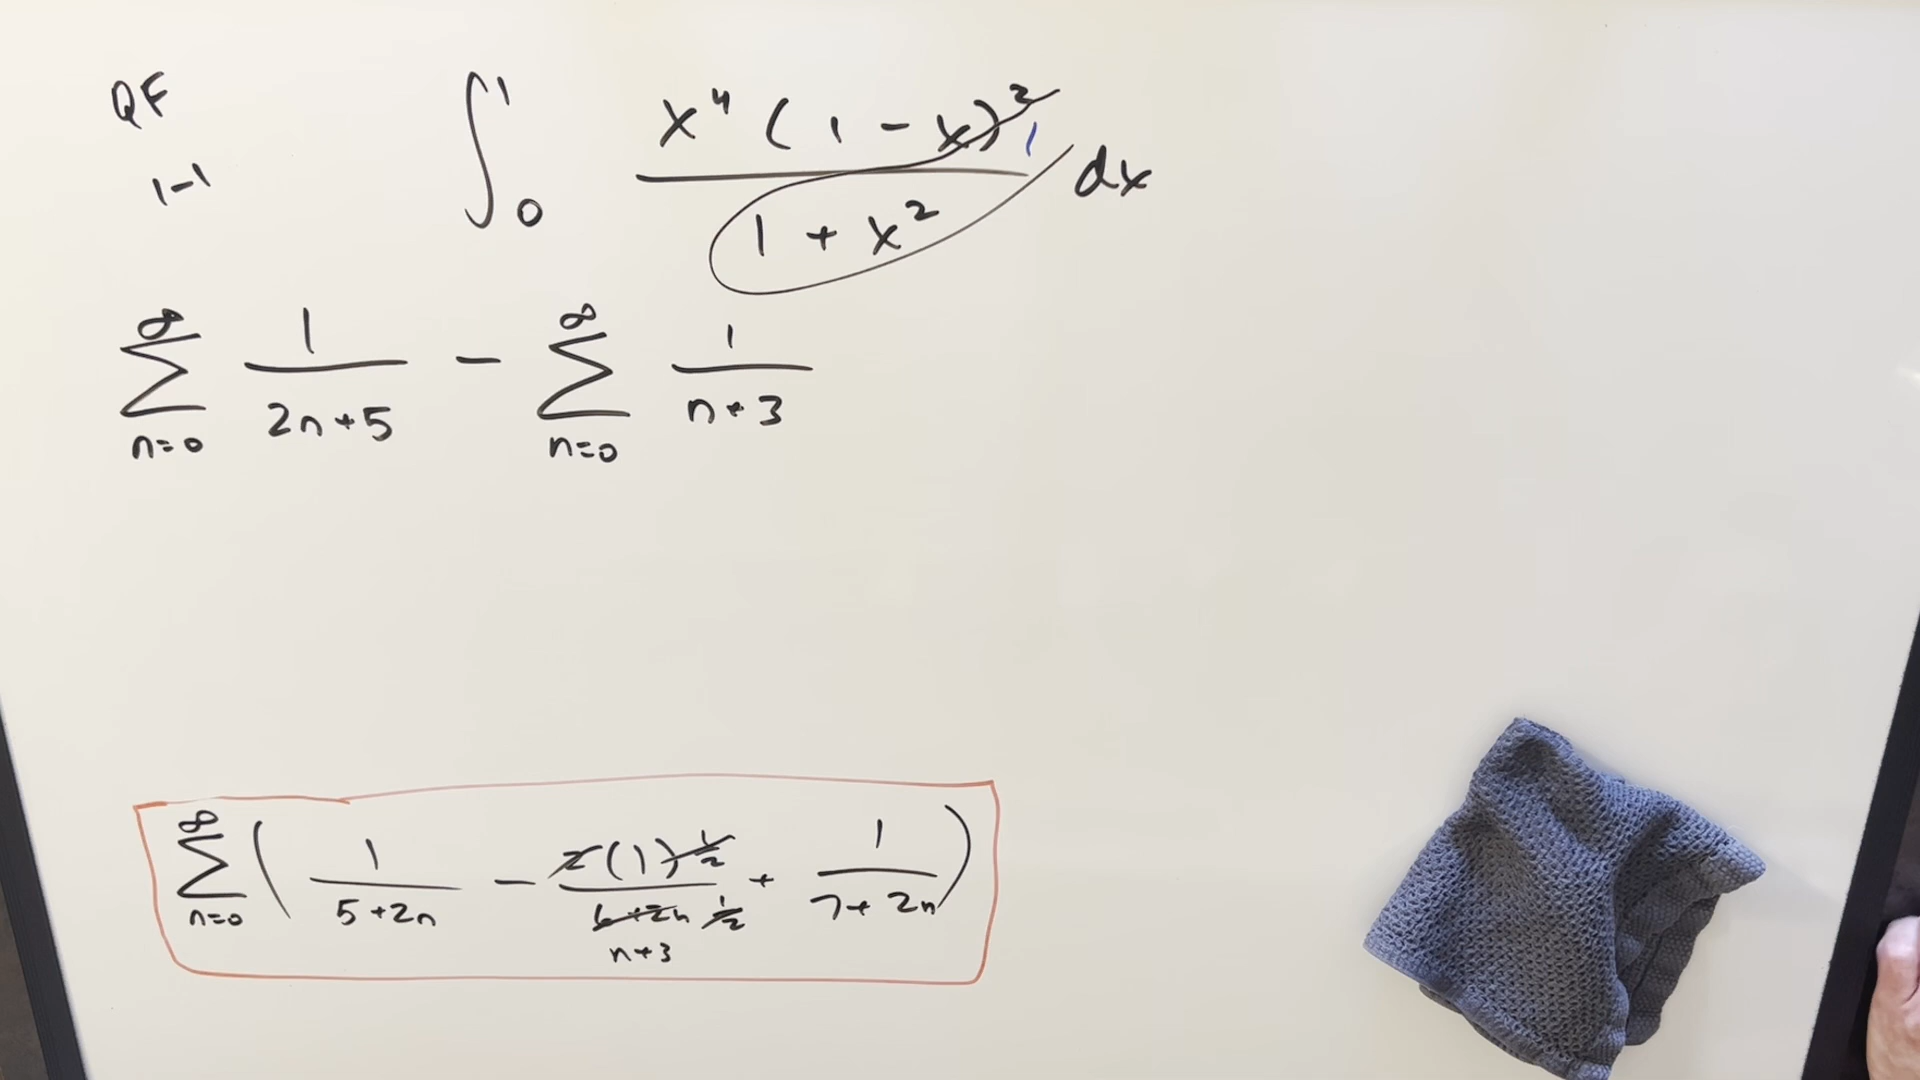 QF
1-1
∫₀¹ x⁴(1-x)² 1 / (1+x²) dx
∞ Σ n=0 1/(2n+5) - ∞ Σ n=0 1/(n+3)
∞ Σ n=0 ( 1/(5+2n) - 2(1) 1/2 / (6+2n) 1/2 n+3 + 1/(7+2n) )